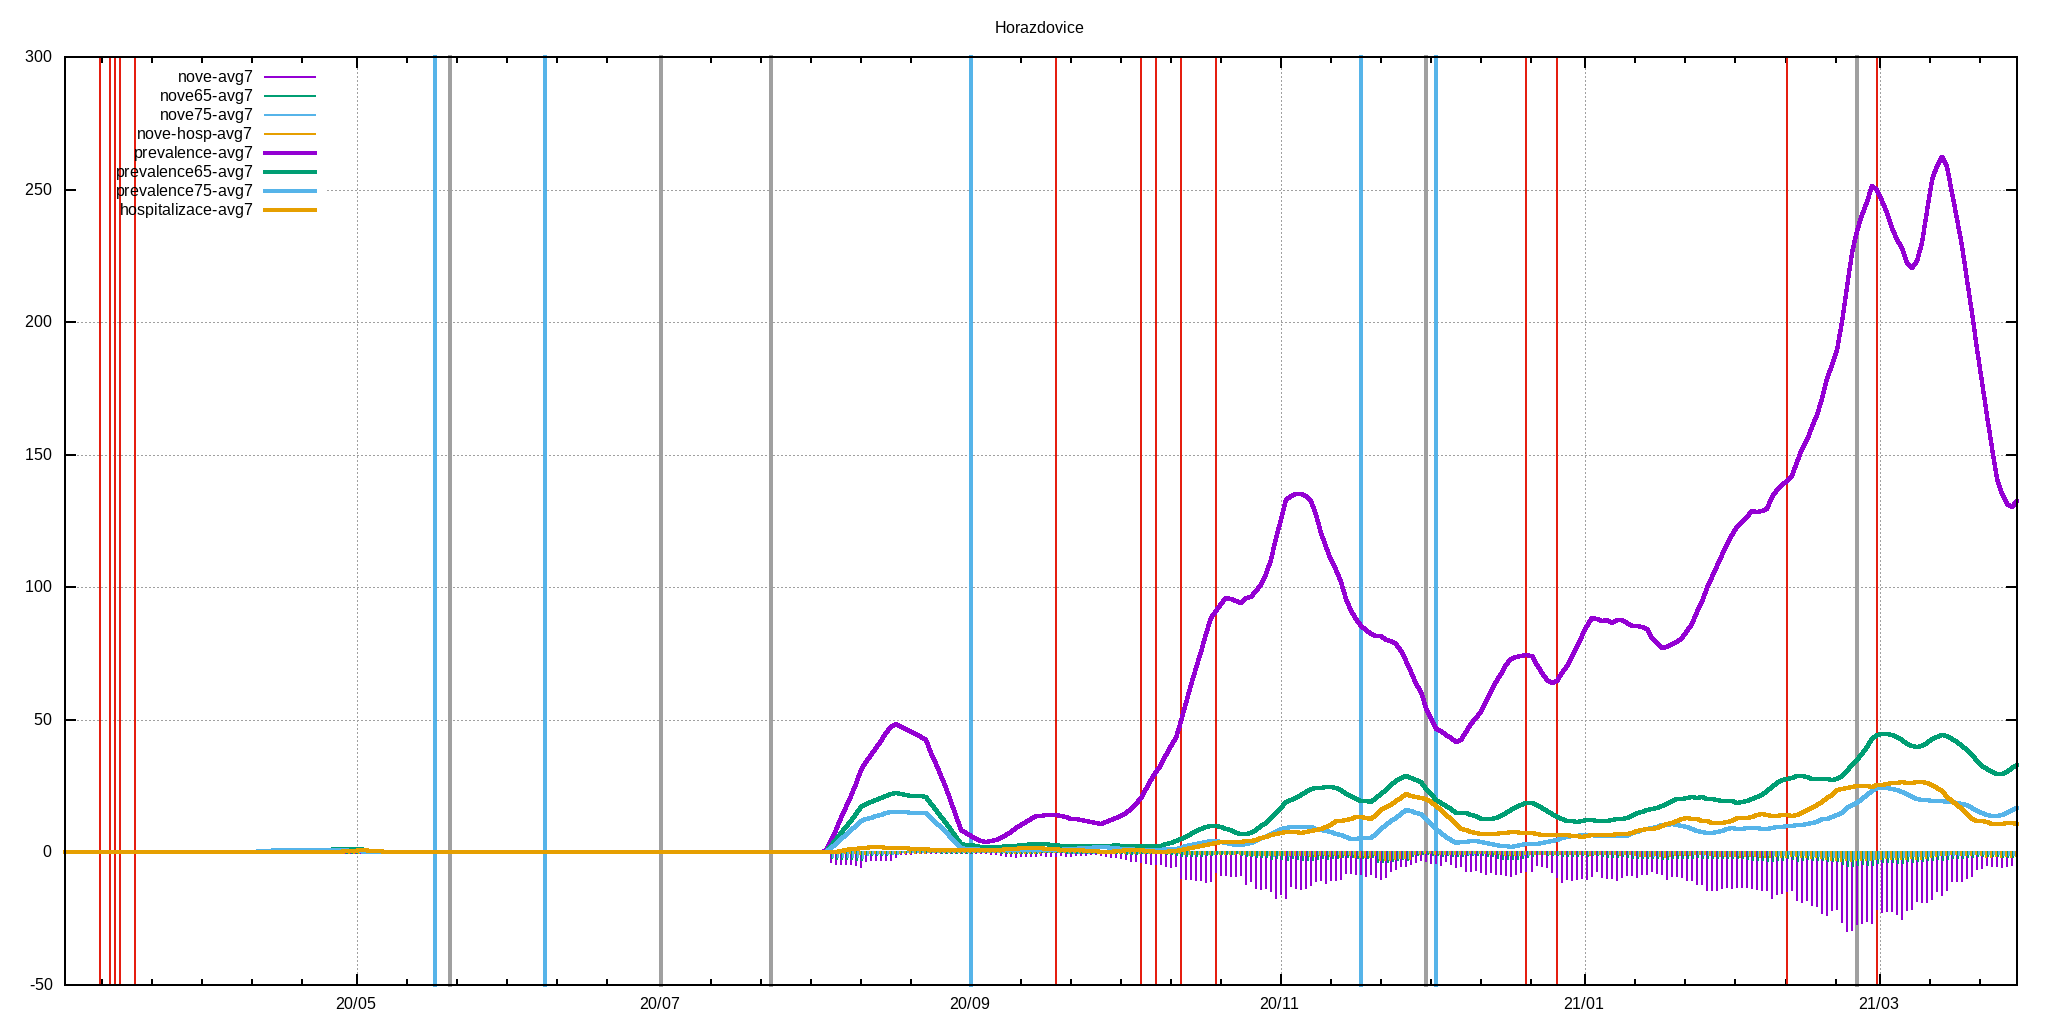 Horazdovice
300
250
200
150
100
50
0
-50
nove-avg7
nove65-avg7
nove75-avg7
nove-hosp-avg7
prevalence-avg7
prevalence65-avg7
prevalence75-avg7
hospitalizace-avg7
20/05 20/07 20/09 20/11 21/01 21/03